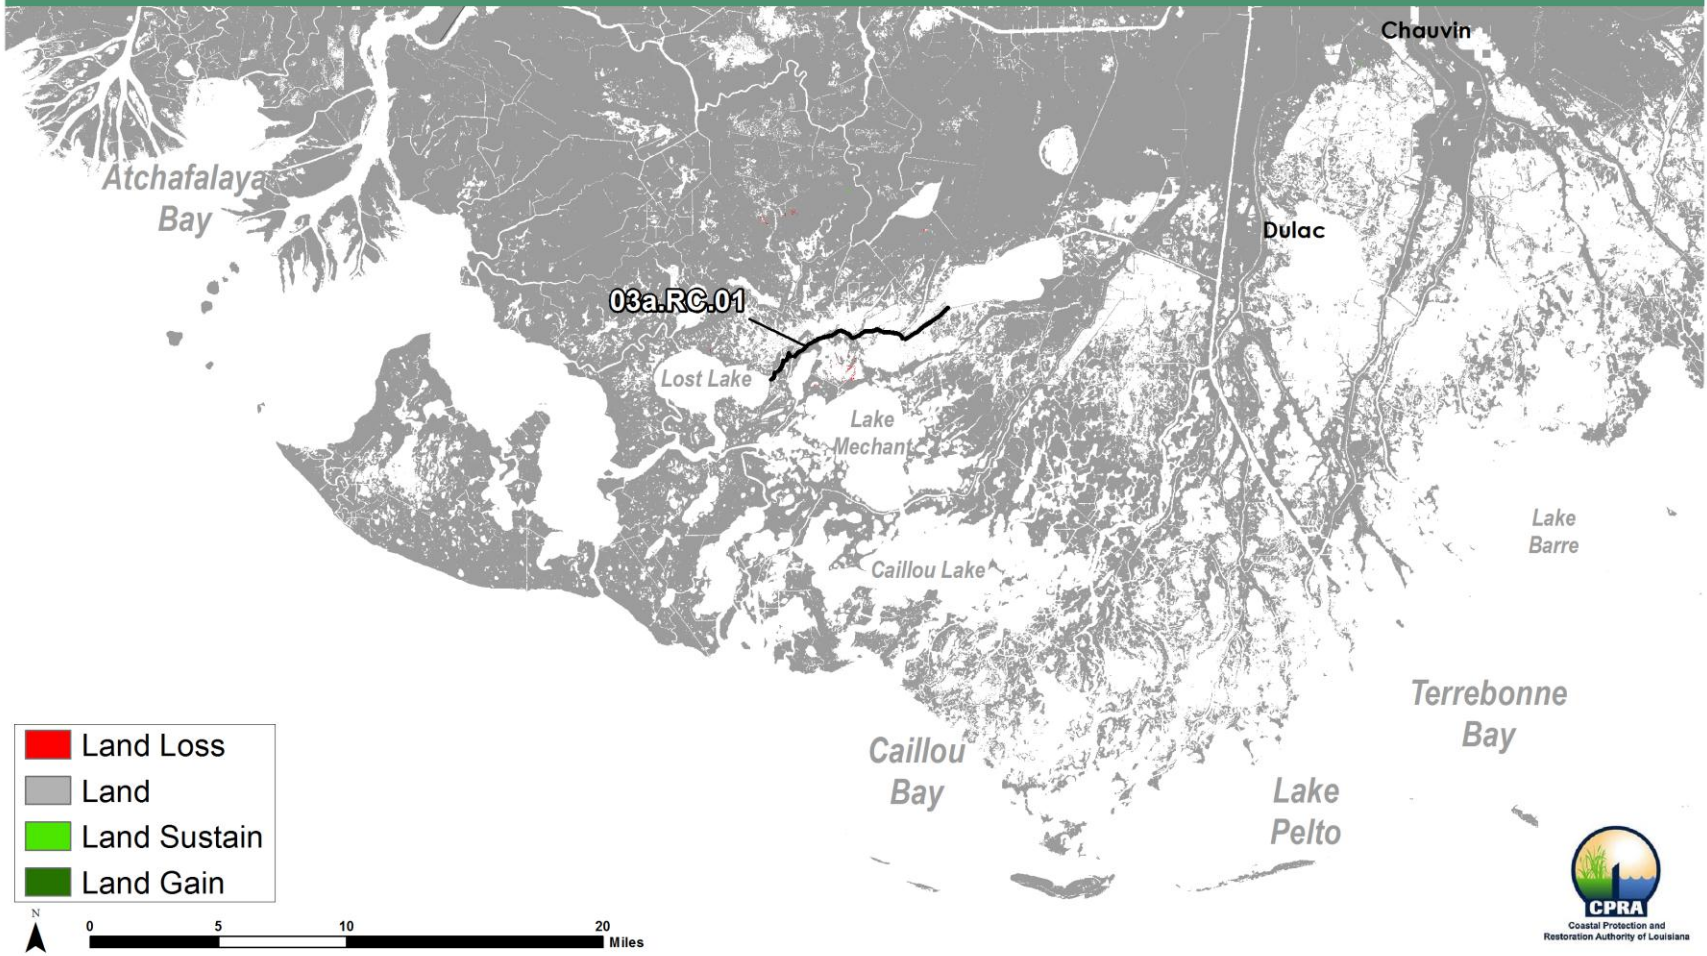 Chauvin
Atchafalaya
Bay
Dulac
03a.RC.01
Lost Lake
Lake
Mechant
Lake
Barre
Caillou Lake
Terrebonne
Bay
Caillou
Bay
Lake
Pelto
Land Loss
Land
Land Sustain
Land Gain
N
0 5 10 20
Miles
CPRA
Coastal Protection and
Restoration Authority of Louisiana